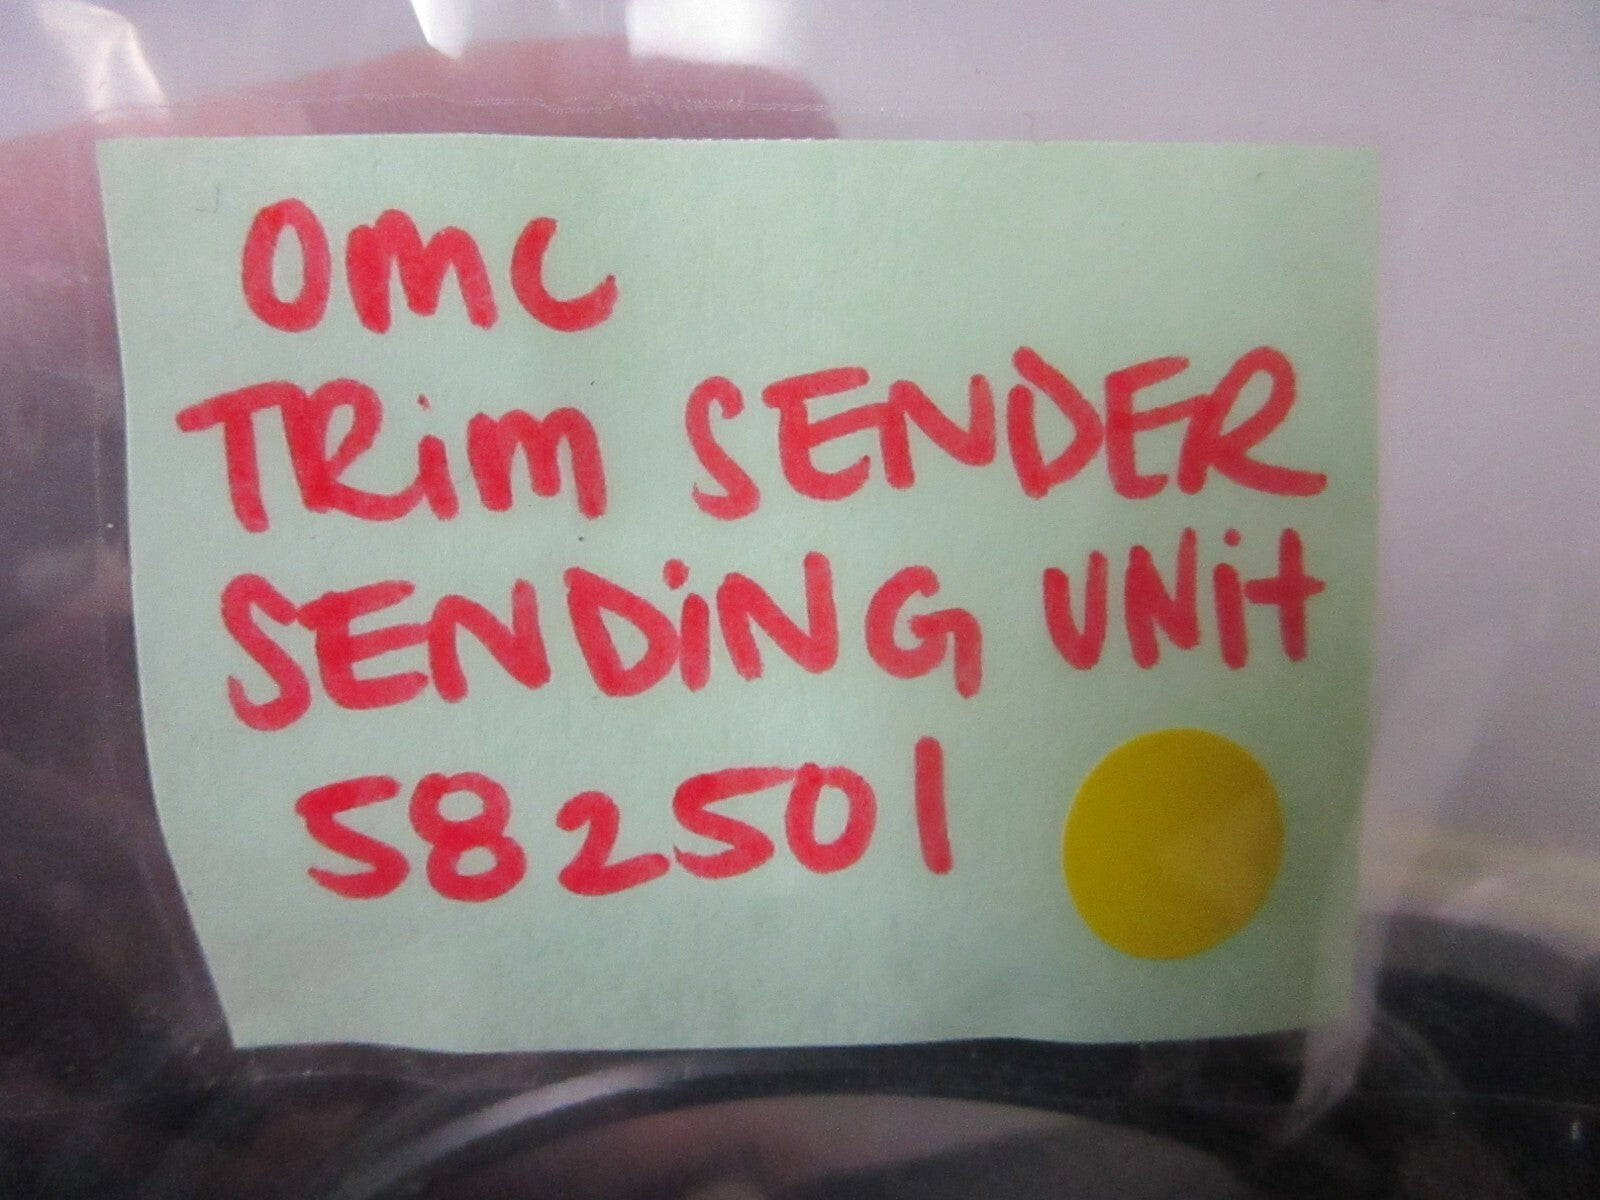 OMC
TRiM SENDER
SENDiNG UNit
582501